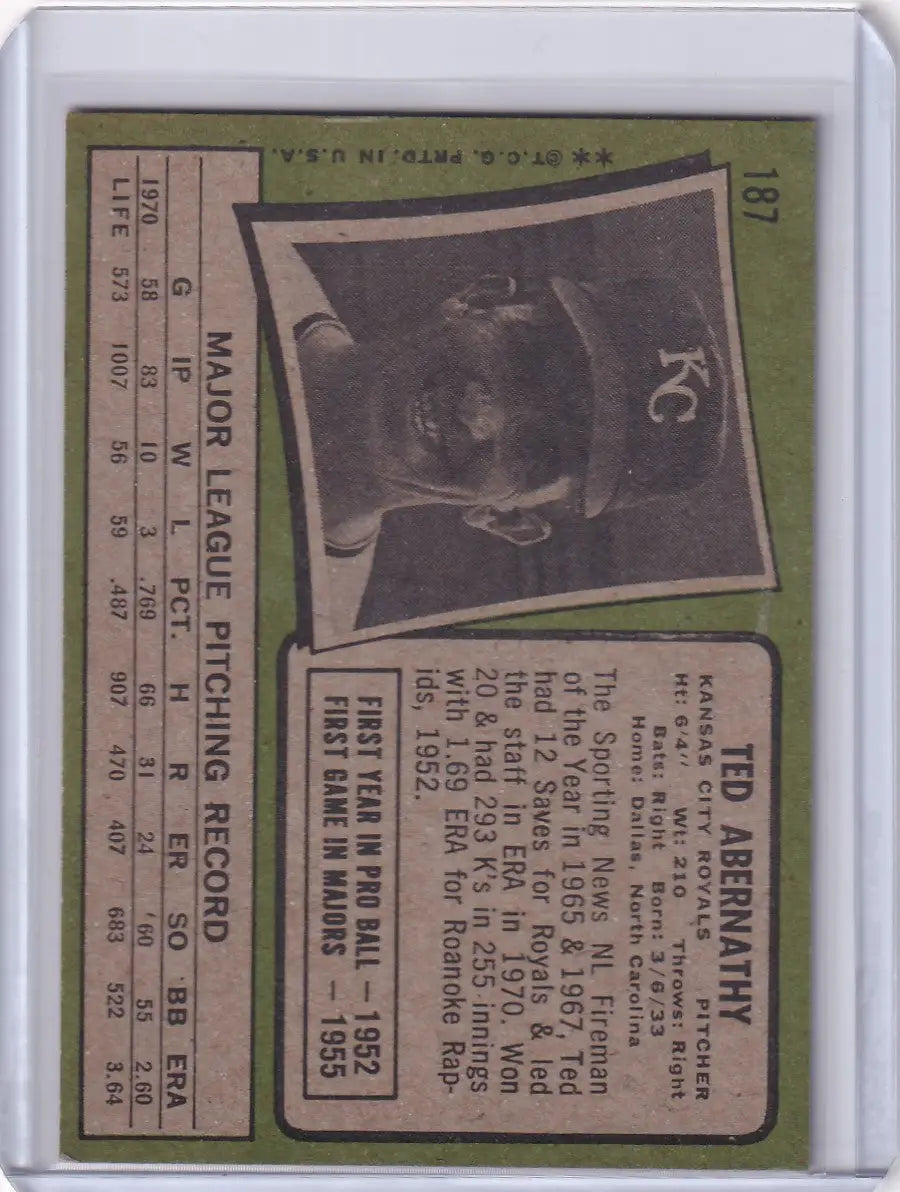 187
** ©T.C.G. PRTD. IN U.S.A.
KC
TED ABERNATHY
KANSAS CITY ROYALS PITCHER
Ht: 6'4" Wt: 210 Throws: Right
Bats: Right Born: 3/6/33
Home: Dallas, North Carolina
The Sporting News NL Fireman
of the Year in 1965 & 1967, Ted
had 12 Saves for Royals & led
the staff in ERA in 1970. Won
20 & had 293 K's in 255 innings
with 1.69 ERA for Roanoke Rap-
ids, 1952.
FIRST YEAR IN PRO BALL — 1952
FIRST GAME IN MAJORS — 1955
MAJOR LEAGUE PITCHING RECORD
G IP W L PCT. H R ER SO BB ERA
1970 58 83 10 3 .769 66 31 24 '60 55 2.60
LIFE 573 1007 56 59 .487 907 470 407 683 522 3.64